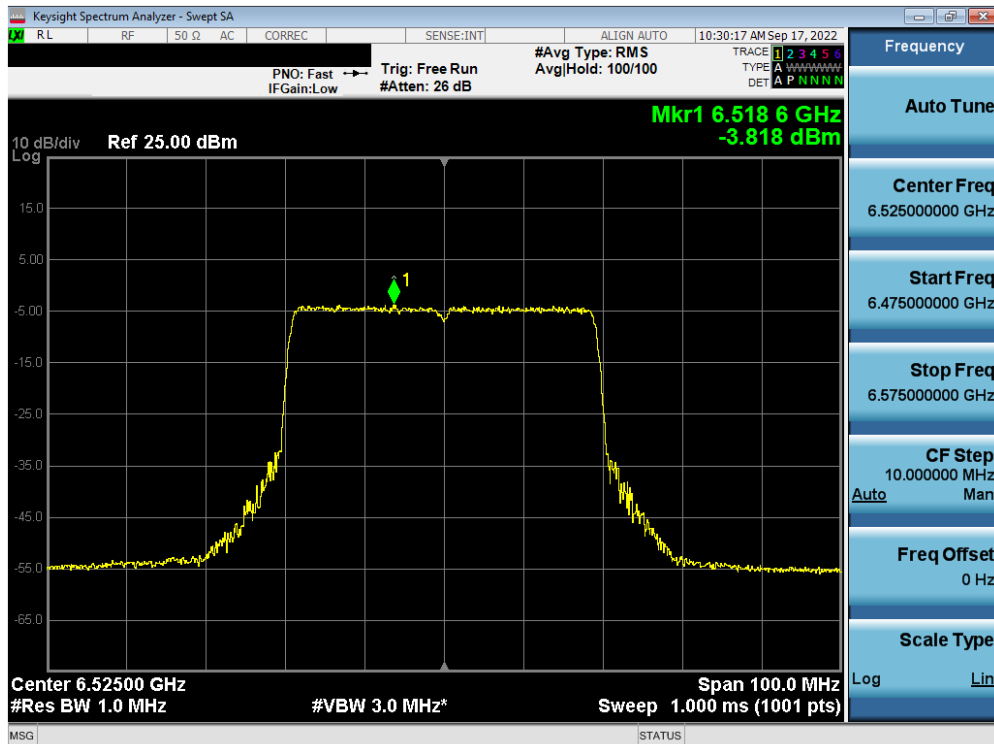 Keysight Spectrum Analyzer - Swept SA
LXI RL RF 50 Ω AC CORREC SENSE:INT ALIGN AUTO 10:30:17 AM Sep 17, 2022
Frequency
PNO: Fast
IFGain:Low
Trig: Free Run
#Atten: 26 dB
#Avg Type: RMS
Avg|Hold: 100/100
TRACE 1 2 3 4 5 6
TYPE A WWWWW
DET A P N N N N
Mkr1 6.518 6 GHz
-3.818 dBm
10 dB/div Ref 25.00 dBm
Log
15.0
5.00
-5.00
-15.0
-25.0
-35.0
-45.0
-55.0
-65.0
1
Center 6.52500 GHz
Span 100.0 MHz
#Res BW 1.0 MHz
#VBW 3.0 MHz*
Sweep 1.000 ms (1001 pts)
MSG
STATUS
Auto Tune
Center Freq
6.525000000 GHz
Start Freq
6.475000000 GHz
Stop Freq
6.575000000 GHz
CF Step
10.000000 MHz
Auto Man
Freq Offset
0 Hz
Scale Type
Log Lin